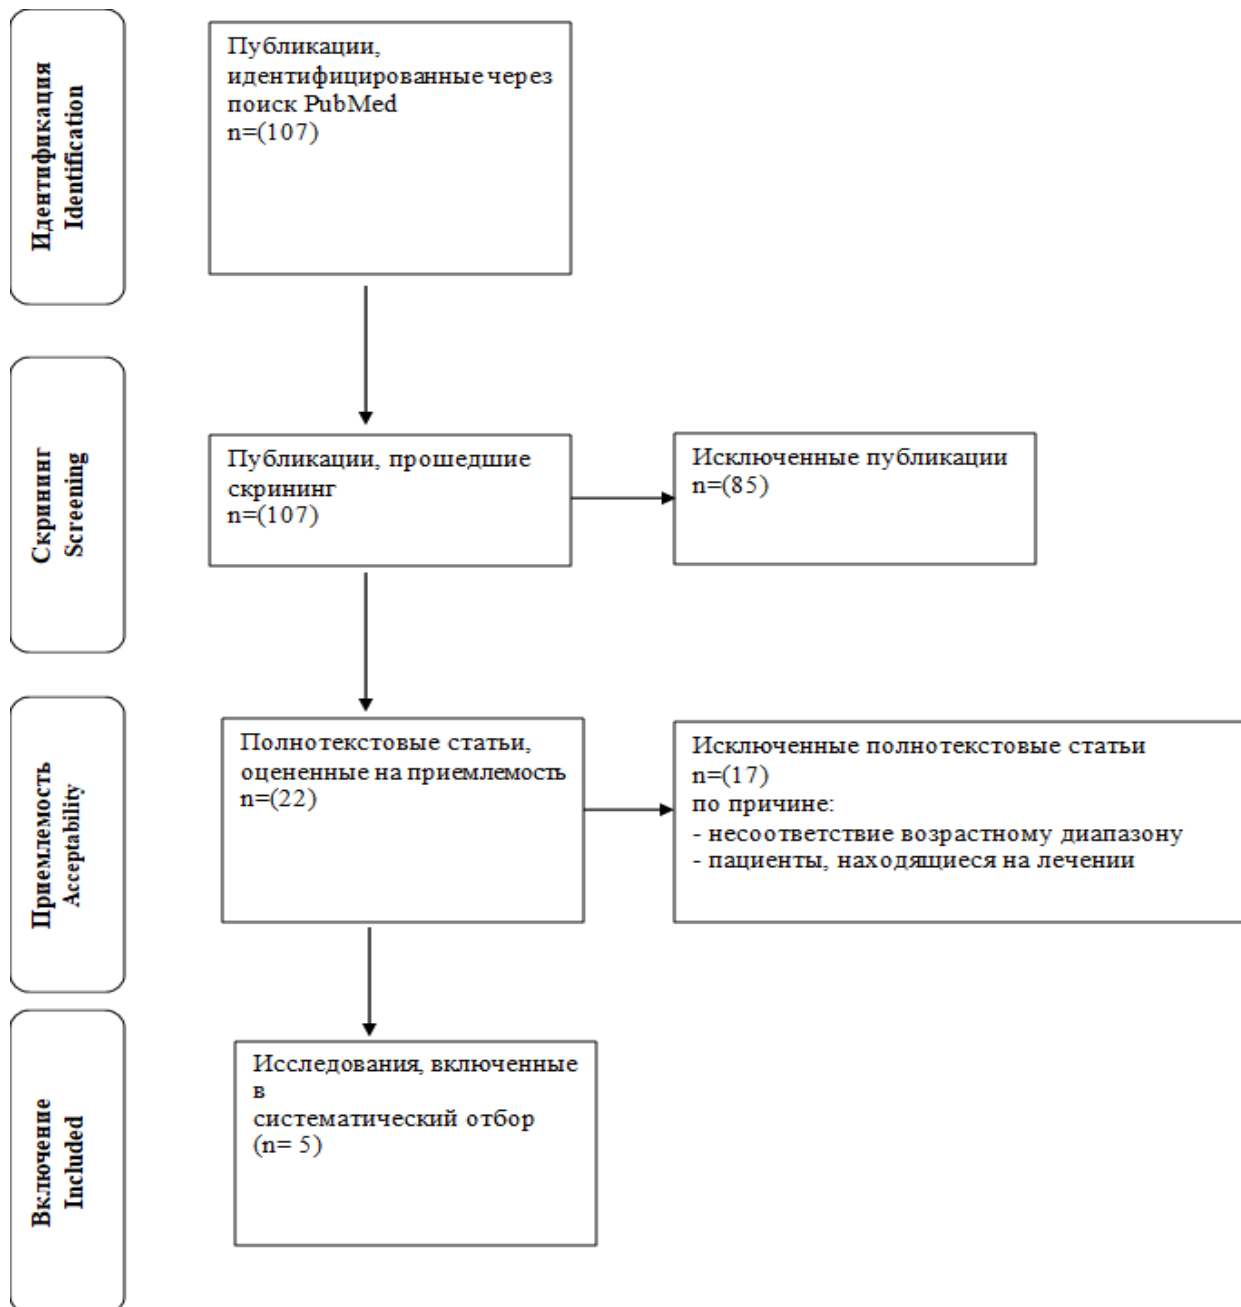 Идентификация
Identification
Публикации,
идентифицированные через
поиск PubMed
n=(107)
Скрининг
Screening
Публикации, прошедшие
скрининг
n=(107)
Исключенные публикации
n=(85)
Приемлемость
Acceptability
Полнотекстовые статьи,
оцененные на приемлемость
n=(22)
Исключенные полнотекстовые статьи
n=(17)
по причине:
- несоответствие возрастному диапазону
- пациенты, находящиеся на лечении
Включение
Included
Исследования, включенные
в
систематический отбор
(n= 5)